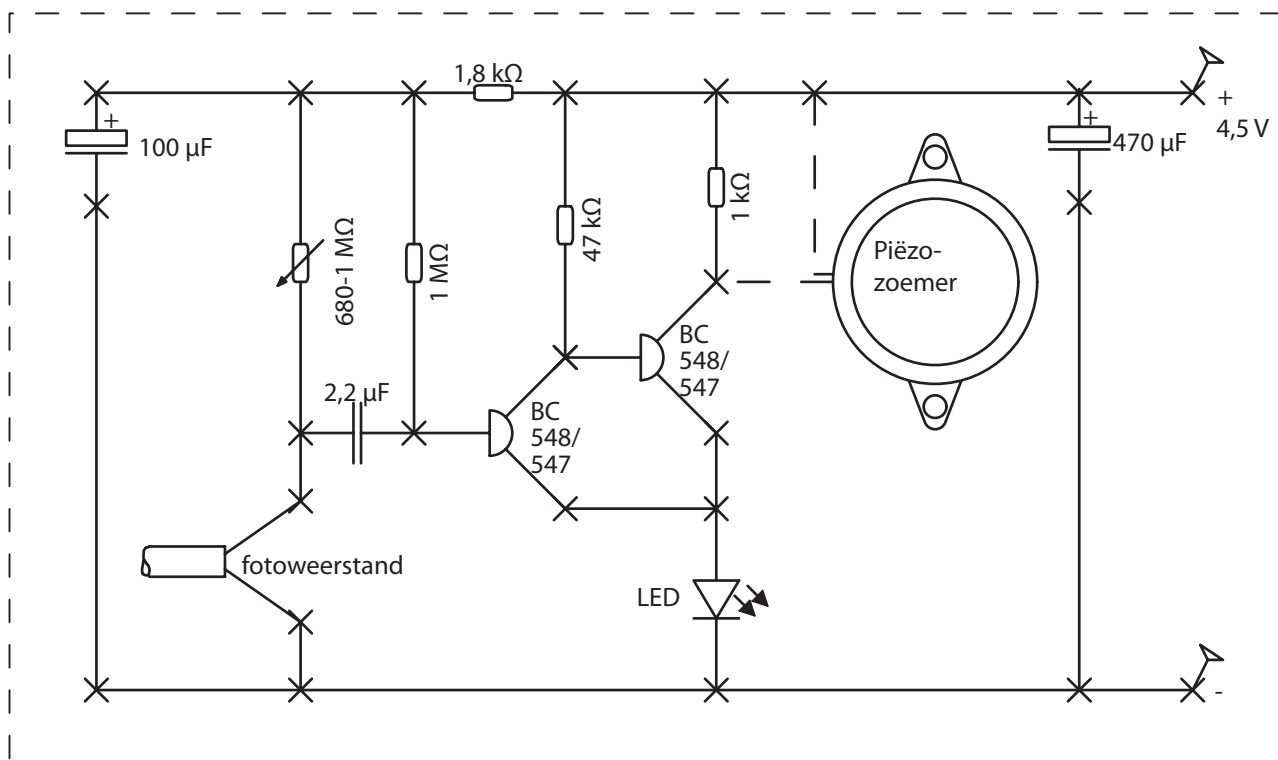 1,8 kΩ
+
100 µF
+
4,5 V
+
470 µF
1 kΩ
47 kΩ
680-1 MΩ
1 MΩ
Piëzo-
zoemer
BC
548/
547
2,2 µF
BC
548/
547
fotoweerstand
LED
-